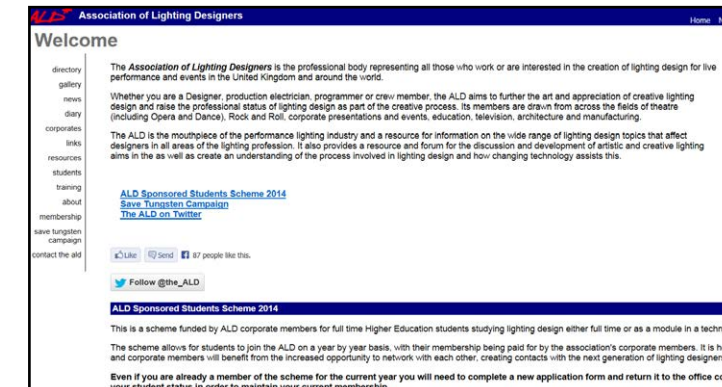 ALD Association of Lighting Designers
Home
Welcome
directory
gallery
news
diary
corporates
links
resources
students
training
about
membership
save tungsten
campaign
contact the ald
The Association of Lighting Designers is the professional body representing all those who work or are interested in the creation of lighting design for live
performance and events in the United Kingdom and around the world.
Whether you are a Designer, production electrician, programmer or crew member, the ALD aims to further the art and appreciation of creative lighting
design and raise the professional status of lighting design as part of the creative process. Its members are drawn from across the fields of theatre
(including Opera and Dance), Rock and Roll, corporate presentations and events, education, television, architecture and manufacturing.
The ALD is the mouthpiece of the performance lighting industry and a resource for information on the wide range of lighting design topics that affect
designers in all areas of the lighting profession. It also provides a resource and forum for the discussion and development of artistic and creative lighting
aims in the as well as create an understanding of the process involved in lighting design and how changing technology assists this.
ALD Sponsored Students Scheme 2014
Save Tungsten Campaign
The ALD on Twitter
Like Send 87 people like this.
Follow @the_ALD
ALD Sponsored Students Scheme 2014
This is a scheme funded by ALD corporate members for full time Higher Education students studying lighting design either full time or as a module in a
The scheme allows for students to join the ALD on a year by year basis, with their membership being paid for by the association's corporate members. It is
and corporate members will benefit from the increased opportunity to network with each other, creating contacts with the next generation of lighting
Even if you are already a member of the scheme for the current year you will need to complete a new application form and return it to the office
your student status in order to maintain your current membership